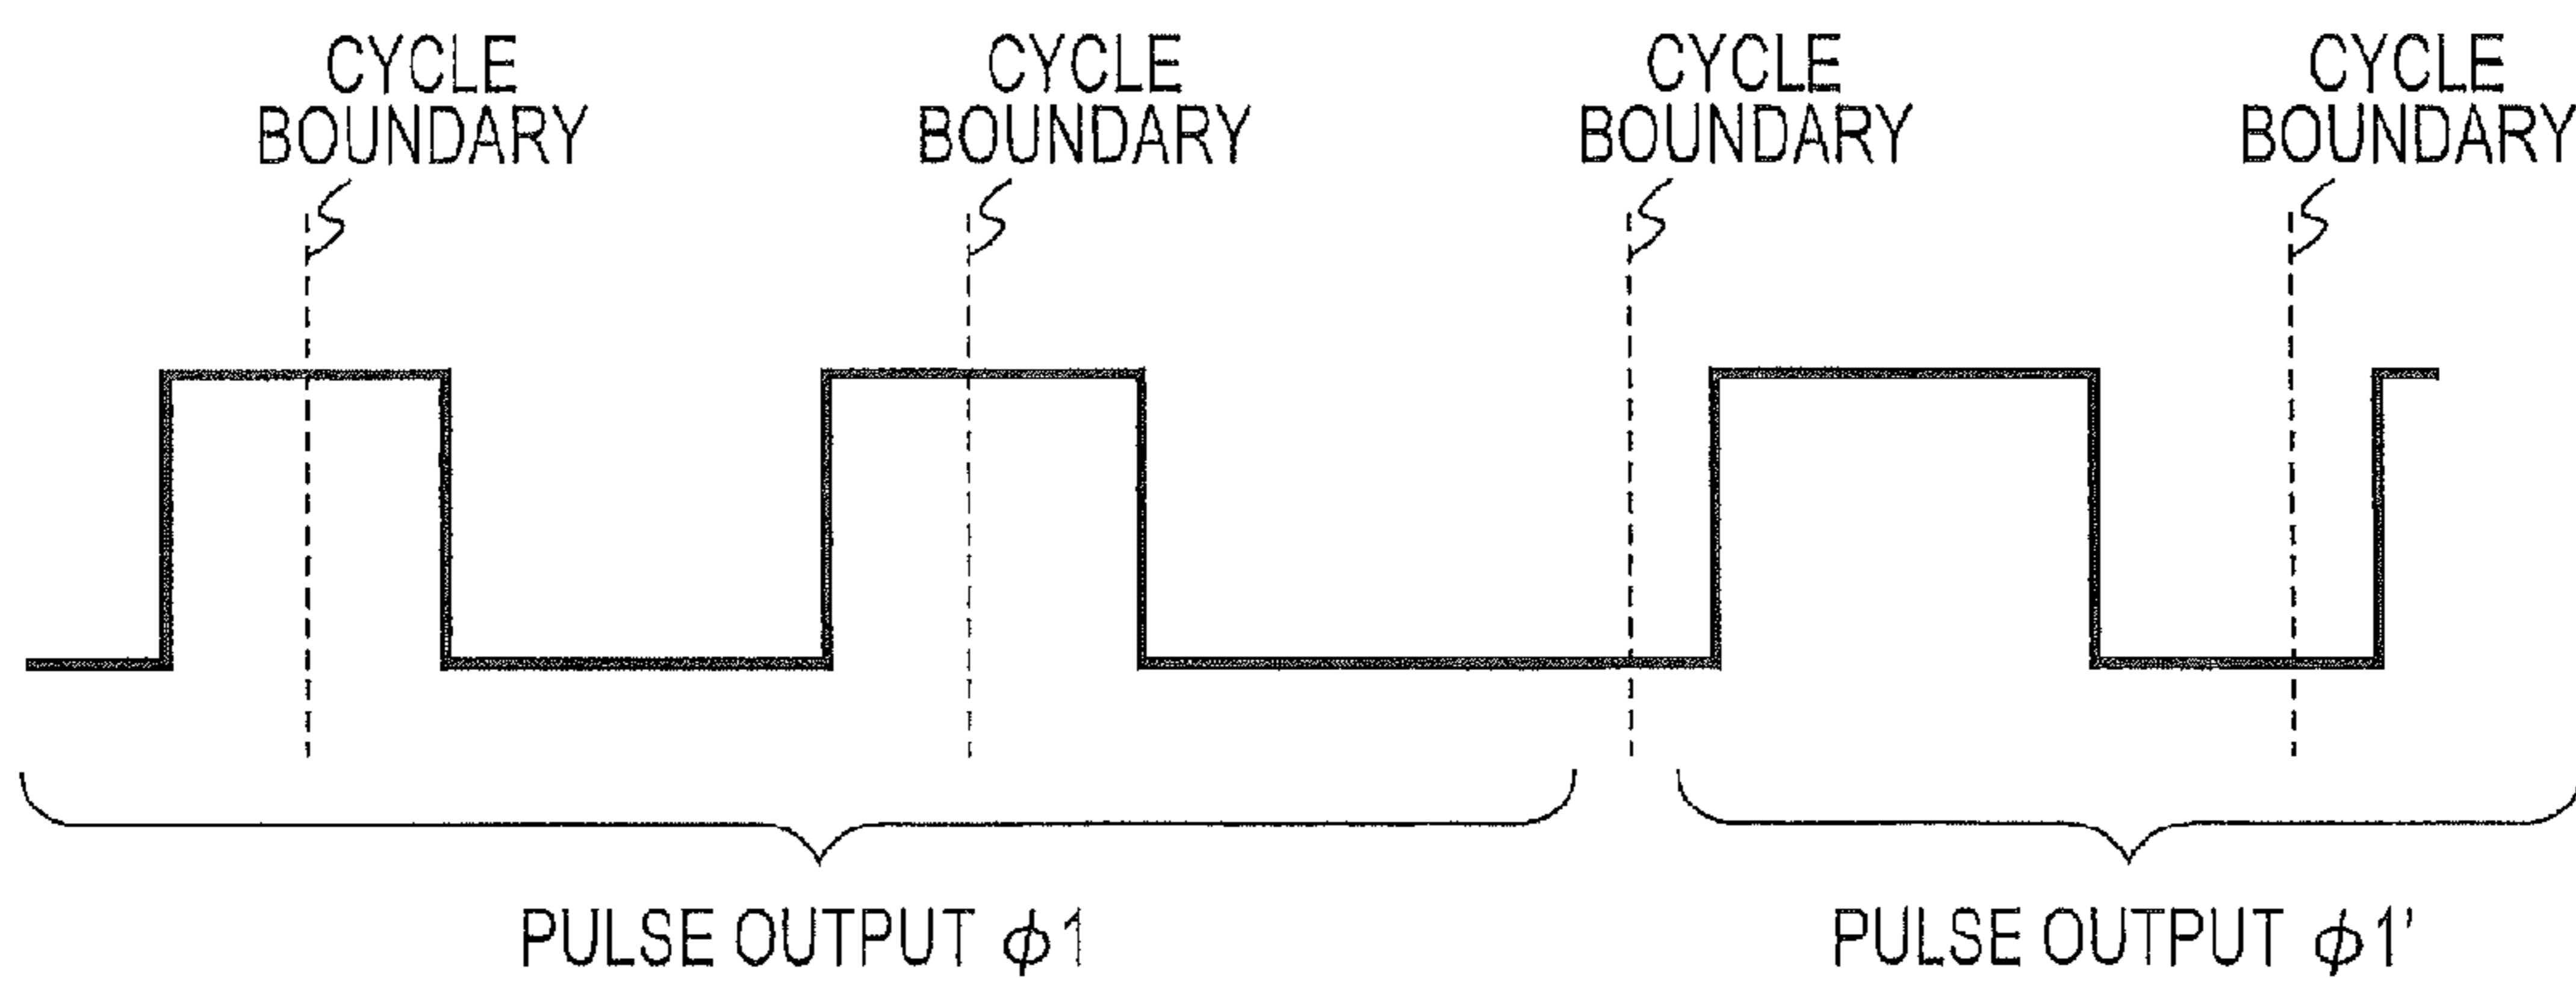 CYCLE
BOUNDARY
CYCLE
BOUNDARY
CYCLE
BOUNDARY
CYCLE
BOUNDARY
PULSE OUTPUT ϕ1
PULSE OUTPUT ϕ1'